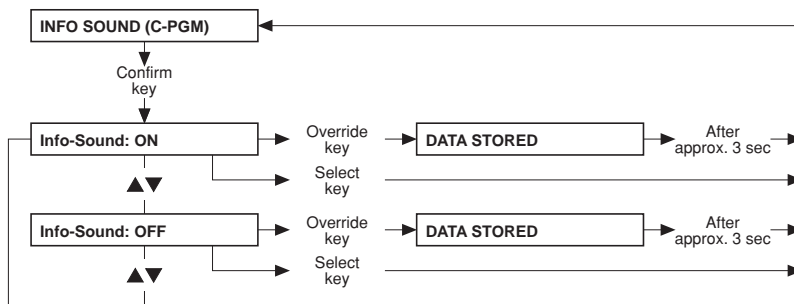 INFO SOUND (C-PGM)
Confirm
key
Info-Sound: ON
Override
key
DATA STORED
After
approx. 3 sec
Select
key
Info-Sound: OFF
Override
key
DATA STORED
After
approx. 3 sec
Select
key